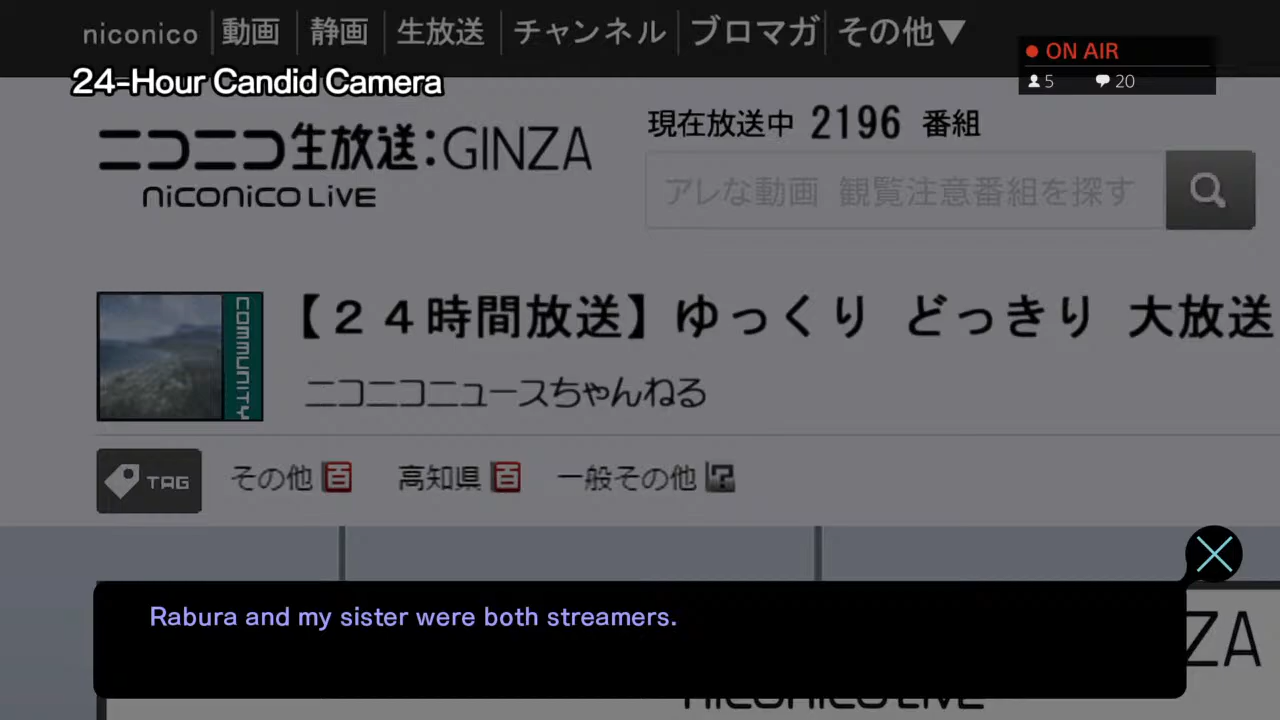 niconico 動画 静画 生放送 チャンネル ブロマガ その他▼
ON AIR
24-Hour Candid Camera
5 20
現在放送中 2196 番組
ニコニコ生放送:GINZA
niconico LiVE
アレな動画 観覧注意番組を探す
COMMUNITY
【24時間放送】ゆっくり どっきり 大放送
ニコニコニュースちゃんねる
TAG その他 百 高知県 百 一般その他 ?
Rabura and my sister were both streamers.
ZA
niconico LiVE